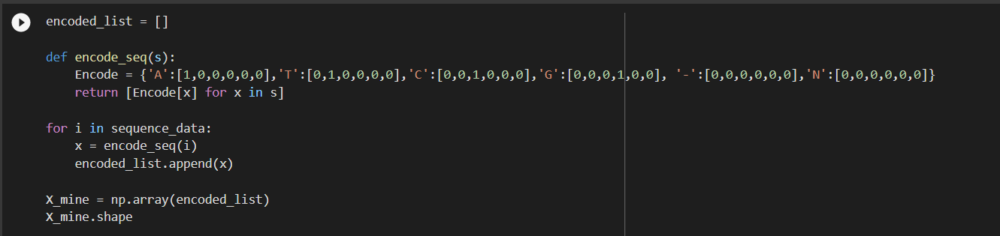 encoded_list = []
def encode_seq(s):
    Encode = {'A':[1,0,0,0,0,0],'T':[0,1,0,0,0,0],'C':[0,0,1,0,0,0],'G':[0,0,0,1,0,0], '-':[0,0,0,0,0,0],'N':[0,0,0,0,0,0]}
    return [Encode[x] for x in s]
for i in sequence_data:
    x = encode_seq(i)
    encoded_list.append(x)
X_mine = np.array(encoded_list)
X_mine.shape